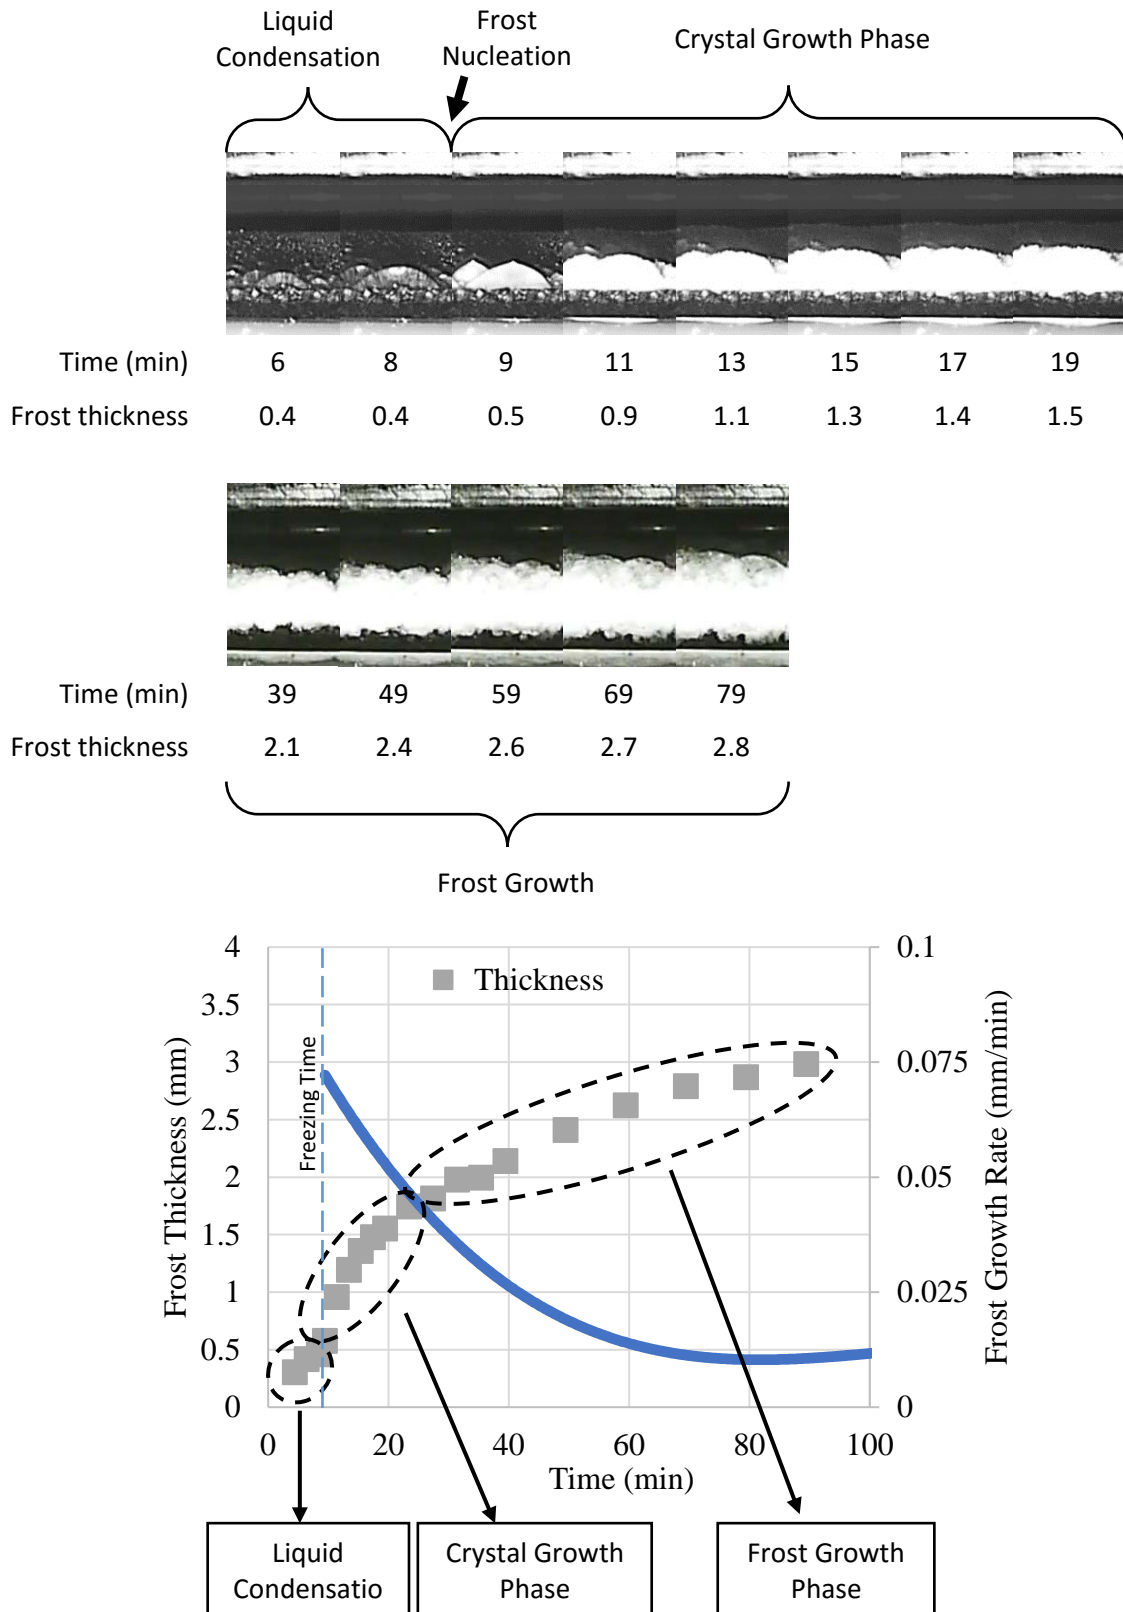 Liquid
Condensation
Frost
Nucleation
Crystal Growth Phase
Time (min) 6 8 9 11 13 15 17 19
Frost thickness 0.4 0.4 0.5 0.9 1.1 1.3 1.4 1.5
Time (min) 39 49 59 69 79
Frost thickness 2.1 2.4 2.6 2.7 2.8
Frost Growth
Frost Thickness (mm)
4
3.5
3
2.5
2
1.5
1
0.5
0
Freezing Time
Thickness
0.1
0.075
0.05
0.025
0
Frost Growth Rate (mm/min)
0 20 40 60 80 100
Time (min)
Liquid
Condensatio
Crystal Growth
Phase
Frost Growth
Phase